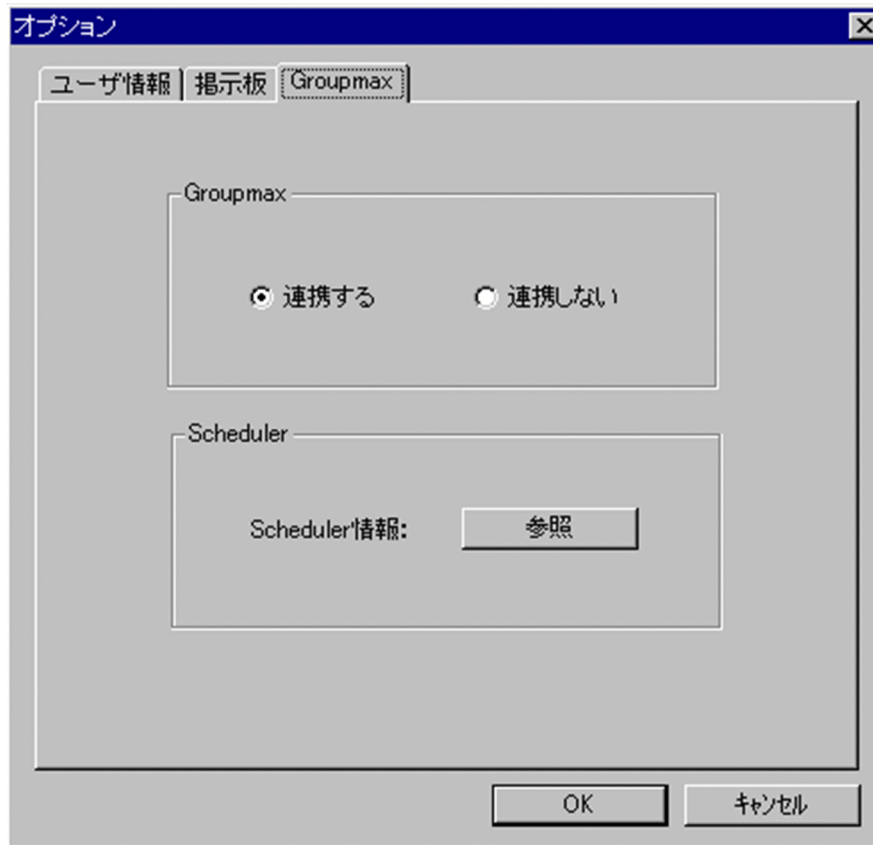 オプション
ユーザ情報 掲示板 Groupmax
Groupmax
連携する 連携しない
Scheduler
Scheduler情報: 参照
OK キャンセル